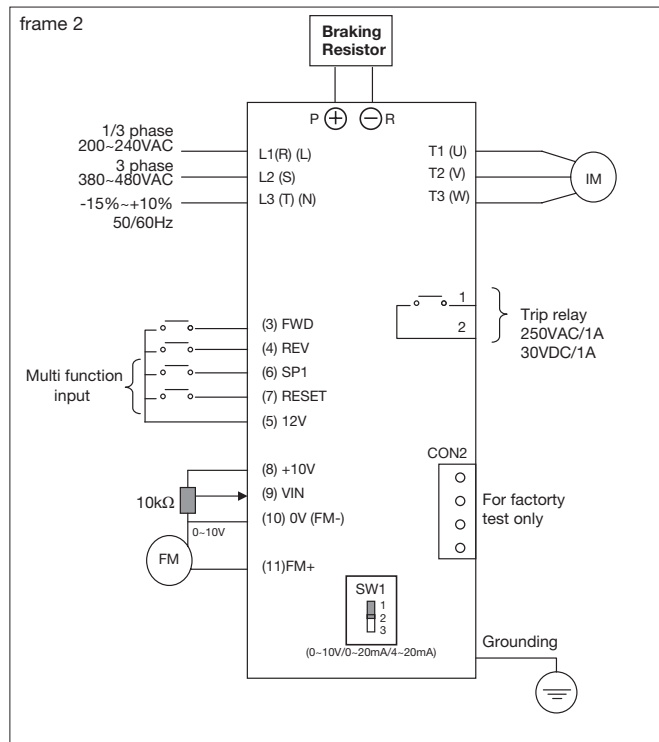 frame 2
Braking
Resistor
P + − R
1/3 phase
200~240VAC
3 phase
380~480VAC
-15%~+10%
50/60Hz
L1(R) (L)
L2 (S)
L3 (T) (N)
T1 (U)
T2 (V)
T3 (W)
IM
1
2
Trip relay
250VAC/1A
30VDC/1A
Multi function
input
(3) FWD
(4) REV
(6) SP1
(7) RESET
(5) 12V
10kΩ
(8) +10V
(9) VIN
(10) 0V (FM-)
0~10V
FM
(11)FM+
CON2
For factorty
test only
SW1
1
2
3
(0~10V/0~20mA/4~20mA)
Grounding